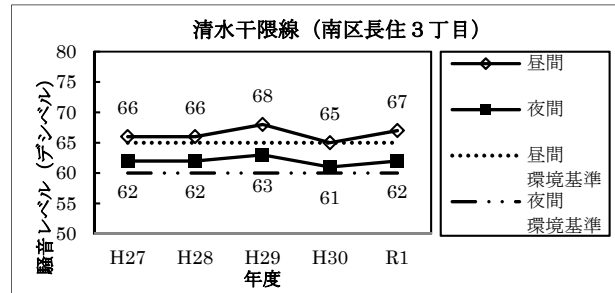 清水干隈線（南区長住３丁目）
騒音レベル（デシベル）
80
75
70
65
60
55
50
66 66 68 65 67
62 62 63 61 62
H27 H28 H29 H30 R1
年度
昼間
夜間
昼間
環境基準
夜間
環境基準